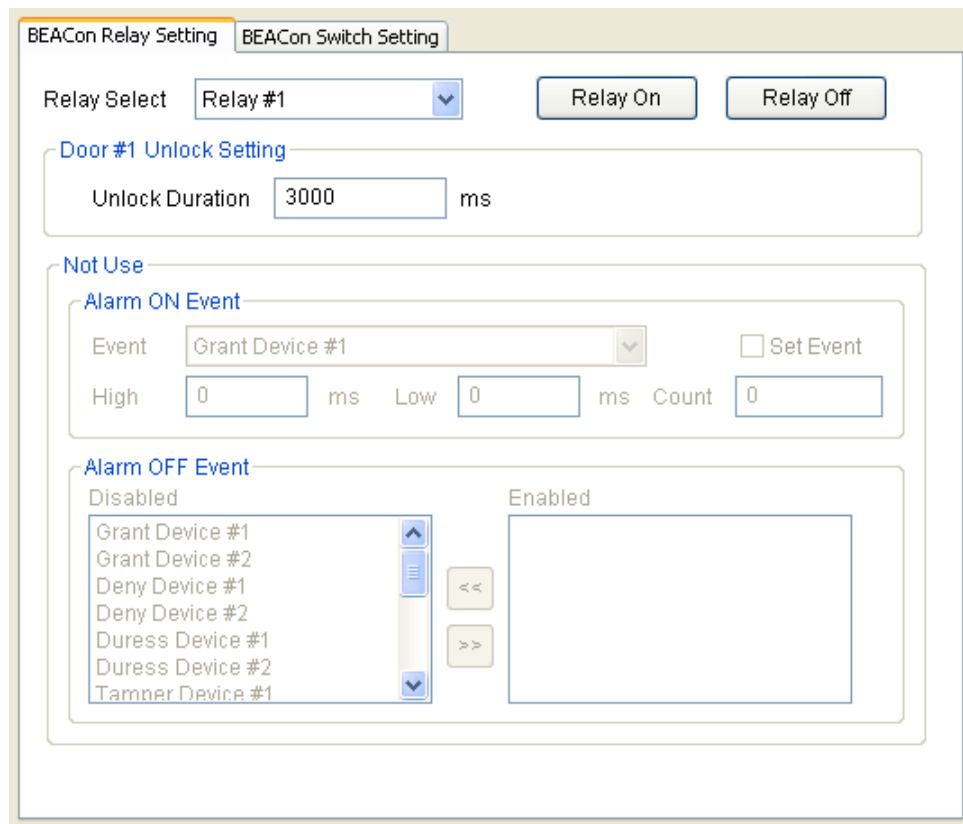 BEACon Relay Setting BEACon Switch Setting
Relay Select Relay #1 Relay On Relay Off
Door #1 Unlock Setting
Unlock Duration 3000 ms
Not Use
Alarm ON Event
Event Grant Device #1 Set Event
High 0 ms Low 0 ms Count 0
Alarm OFF Event
Disabled Enabled
Grant Device #1
Grant Device #2
Deny Device #1 <<
Deny Device #2
Duress Device #1 >>
Duress Device #2
Tamper Device #1